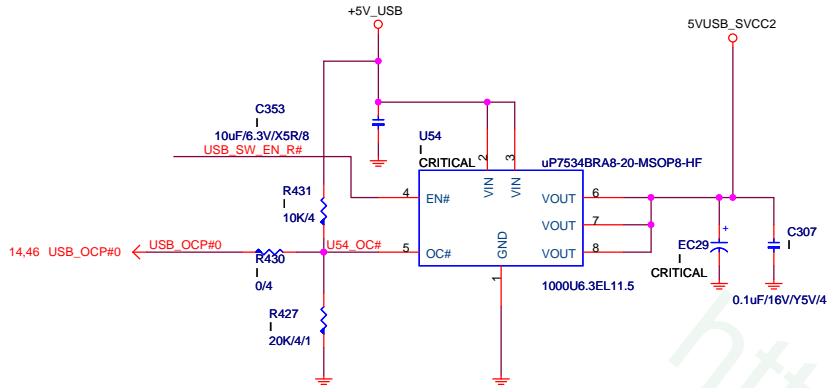 +5V_USB
5VUSB_SVCC2
C353
I
10uF/6.3V/X5R/8
USB_SW_EN_R#
U54
I
CRITICAL
2
3
uP7534BRA8-20-MSOP8-HF
R431
I
10K/4
4
EN#
VIN
VIN
VOUT
6
VOUT
7
14,46 USB_OCP#0
USB_OCP#0
U54_OC#
5
OC#
GND
VOUT
8
R430
I
0/4
1
1000U6.3EL11.5
+
EC29
I
CRITICAL
C307
I
0.1uF/16V/Y5V/4
R427
I
20K/4/1
htt